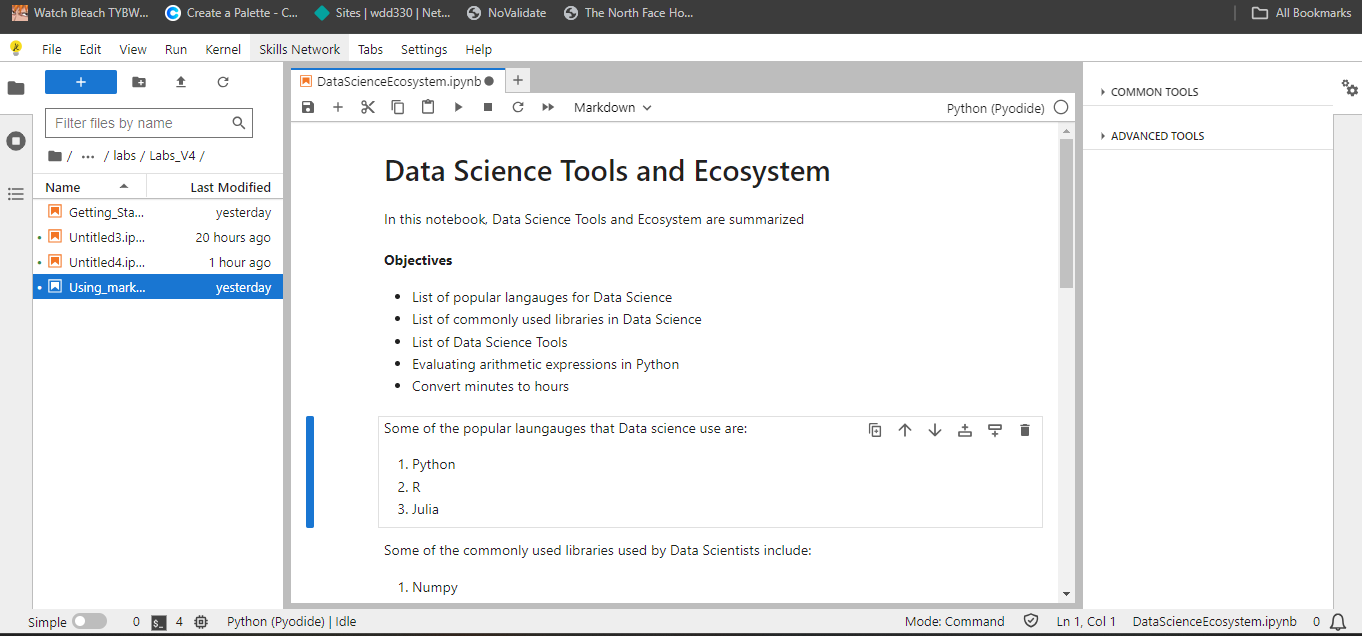 Watch Bleach TYBW...
Create a Palette - C...
Sites | wdd330 | Net...
NoValidate
The North Face Ho...
All Bookmarks
File Edit View Run Kernel Skills Network Tabs Settings Help
+
Filter files by name
/ ... / labs / Labs_V4 /
Name Last Modified
Getting_Sta... yesterday
Untitled3.ip... 20 hours ago
Untitled4.ip... 1 hour ago
Using_mark... yesterday
DataScienceEcosystem.ipynb
Markdown
Python (Pyodide)
Data Science Tools and Ecosystem
In this notebook, Data Science Tools and Ecosystem are summarized
Objectives
• List of popular langauges for Data Science
• List of commonly used libraries in Data Science
• List of Data Science Tools
• Evaluating arithmetic expressions in Python
• Convert minutes to hours
Some of the popular laungauges that Data science use are:
1. Python
2. R
3. Julia
Some of the commonly used libraries used by Data Scientists include:
1. Numpy
COMMON TOOLS
ADVANCED TOOLS
Simple 0 $_ 4 Python (Pyodide) | Idle Mode: Command Ln 1, Col 1 DataScienceEcosystem.ipynb 0